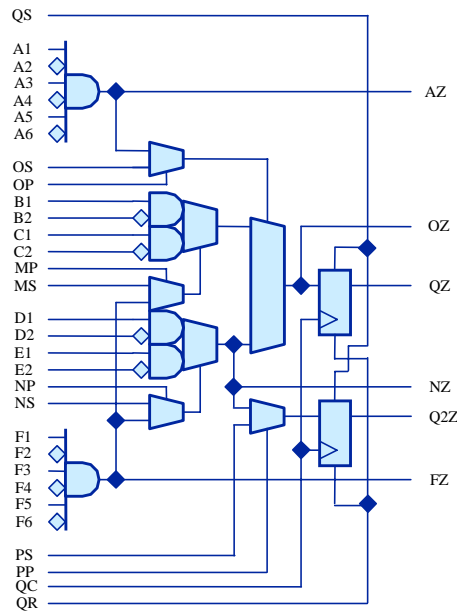 QS
A1
A2
A3
A4
A5
A6
AZ
OS
OP
B1
B2
C1
C2
OZ
MP
MS
QZ
D1
D2
E1
E2
NP
NS
NZ
Q2Z
F1
F2
F3
F4
F5
F6
FZ
PS
PP
QC
QR